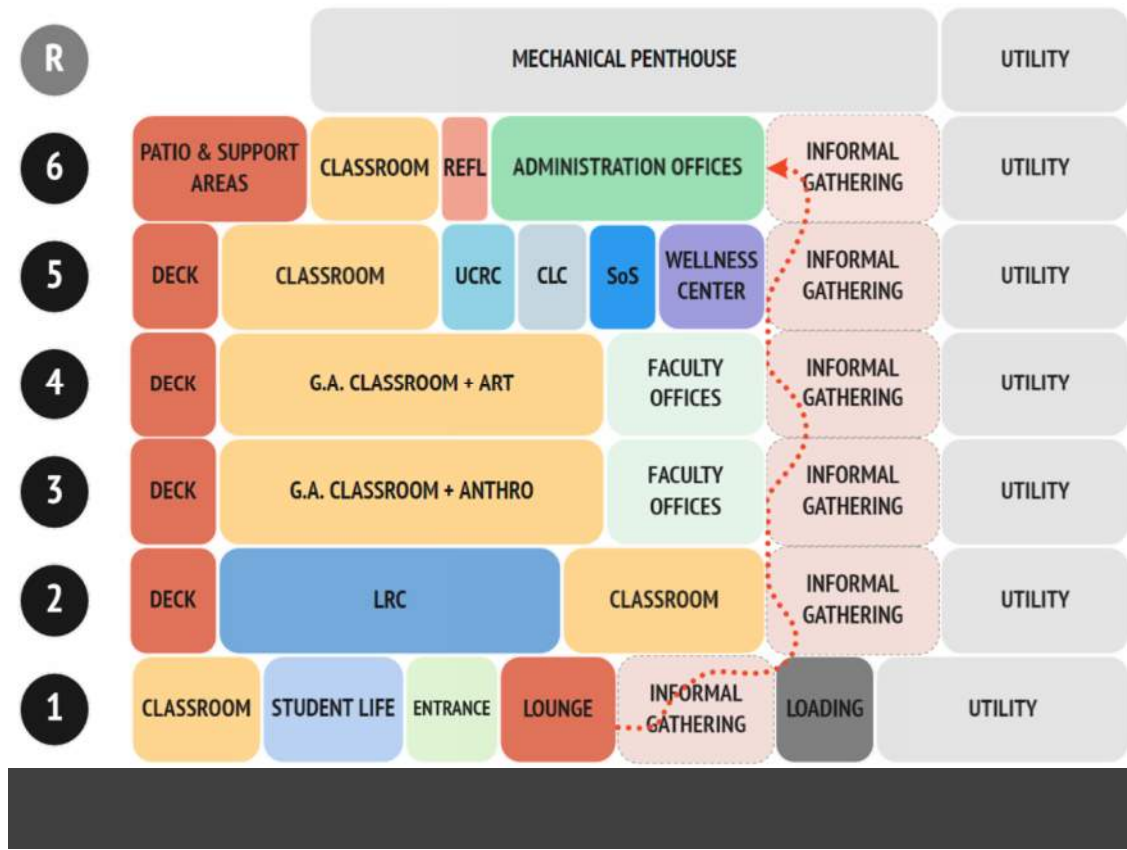 R
MECHANICAL PENTHOUSE
UTILITY
6
PATIO & SUPPORT
AREAS
CLASSROOM
REFL
ADMINISTRATION OFFICES
INFORMAL
GATHERING
UTILITY
5
DECK
CLASSROOM
UCRC
CLC
SoS
WELLNESS
CENTER
INFORMAL
GATHERING
UTILITY
4
DECK
G.A. CLASSROOM + ART
FACULTY
OFFICES
INFORMAL
GATHERING
UTILITY
3
DECK
G.A. CLASSROOM + ANTHRO
FACULTY
OFFICES
INFORMAL
GATHERING
UTILITY
2
DECK
LRC
CLASSROOM
INFORMAL
GATHERING
UTILITY
1
CLASSROOM
STUDENT LIFE
ENTRANCE
LOUNGE
INFORMAL
GATHERING
LOADING
UTILITY